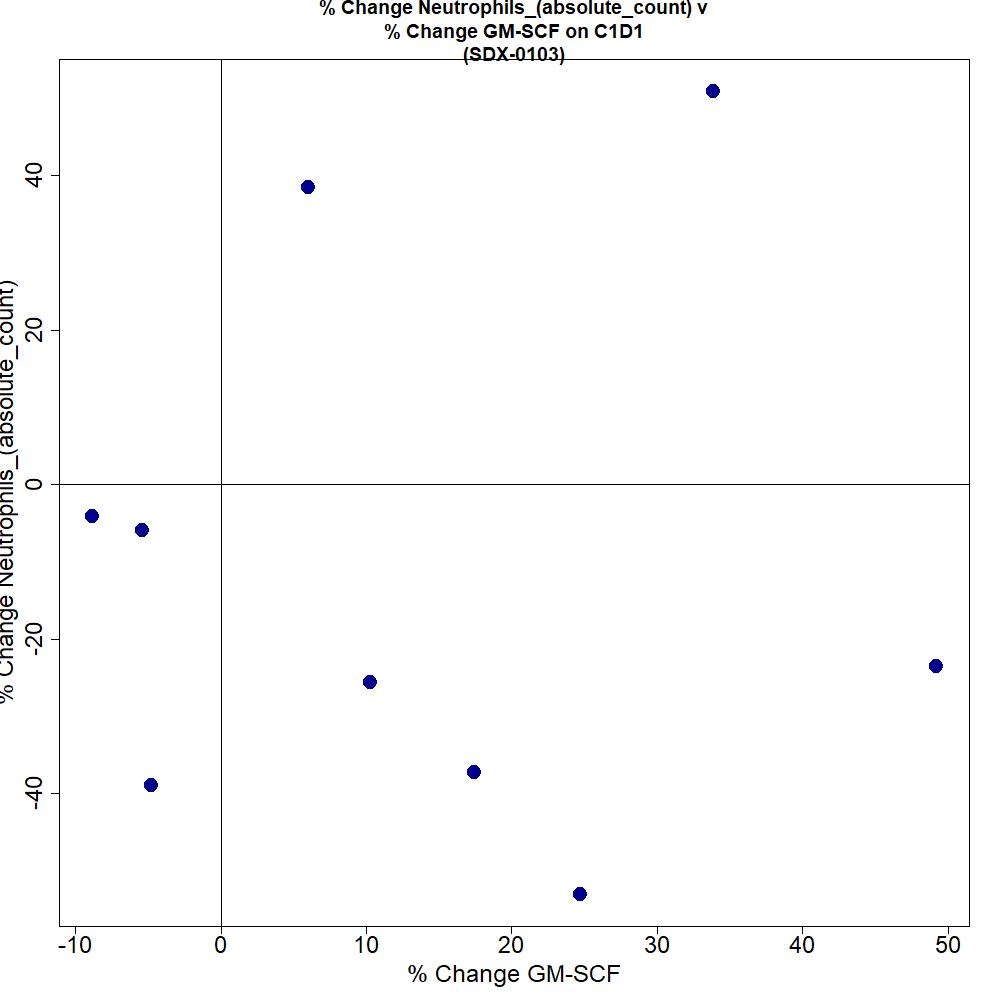 % Change Neutrophils_(absolute_count) v
% Change GM-SCF on C1D1
(SDX-0103)
% Change Neutrophils_(absolute_count)
40
20
0
-20
-40
-10 0 10 20 30 40 50
% Change GM-SCF